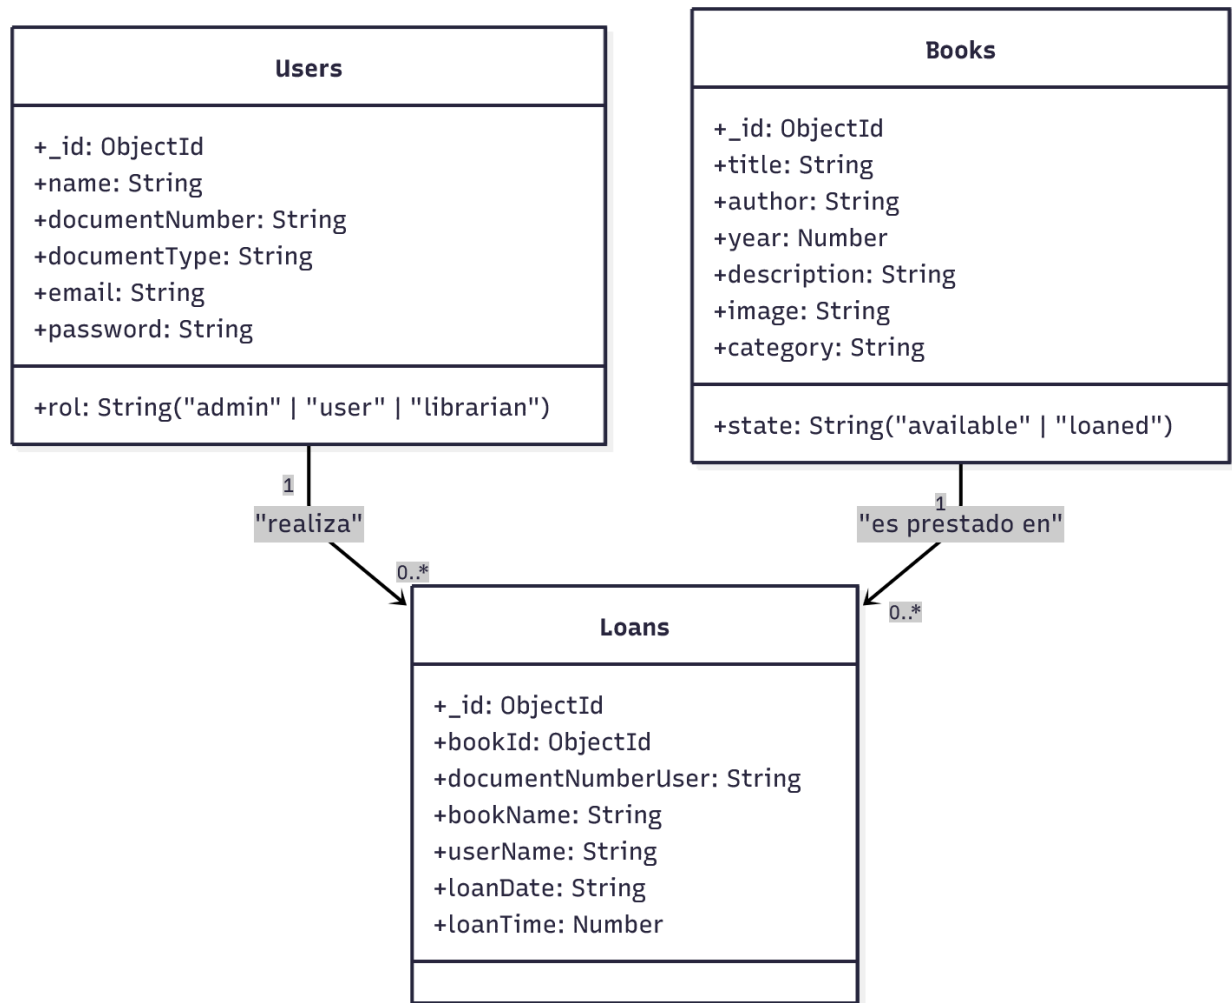 Users
+_id: ObjectId
+name: String
+documentNumber: String
+documentType: String
+email: String
+password: String
+rol: String("admin" | "user" | "librarian")
Books
+_id: ObjectId
+title: String
+author: String
+year: Number
+description: String
+image: String
+category: String
+state: String("available" | "loaned")
1
"realiza"
0..*
1
"es prestado en"
0..*
Loans
+_id: ObjectId
+bookId: ObjectId
+documentNumberUser: String
+bookName: String
+userName: String
+loanDate: String
+loanTime: Number